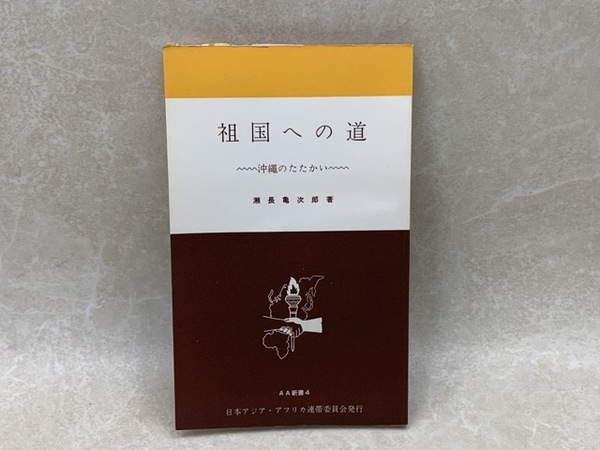 祖国への道
〜〜〜沖縄のたたかい〜〜〜
瀬長亀次郎著
AA新書4
日本アジア・アフリカ連帯委員会発行